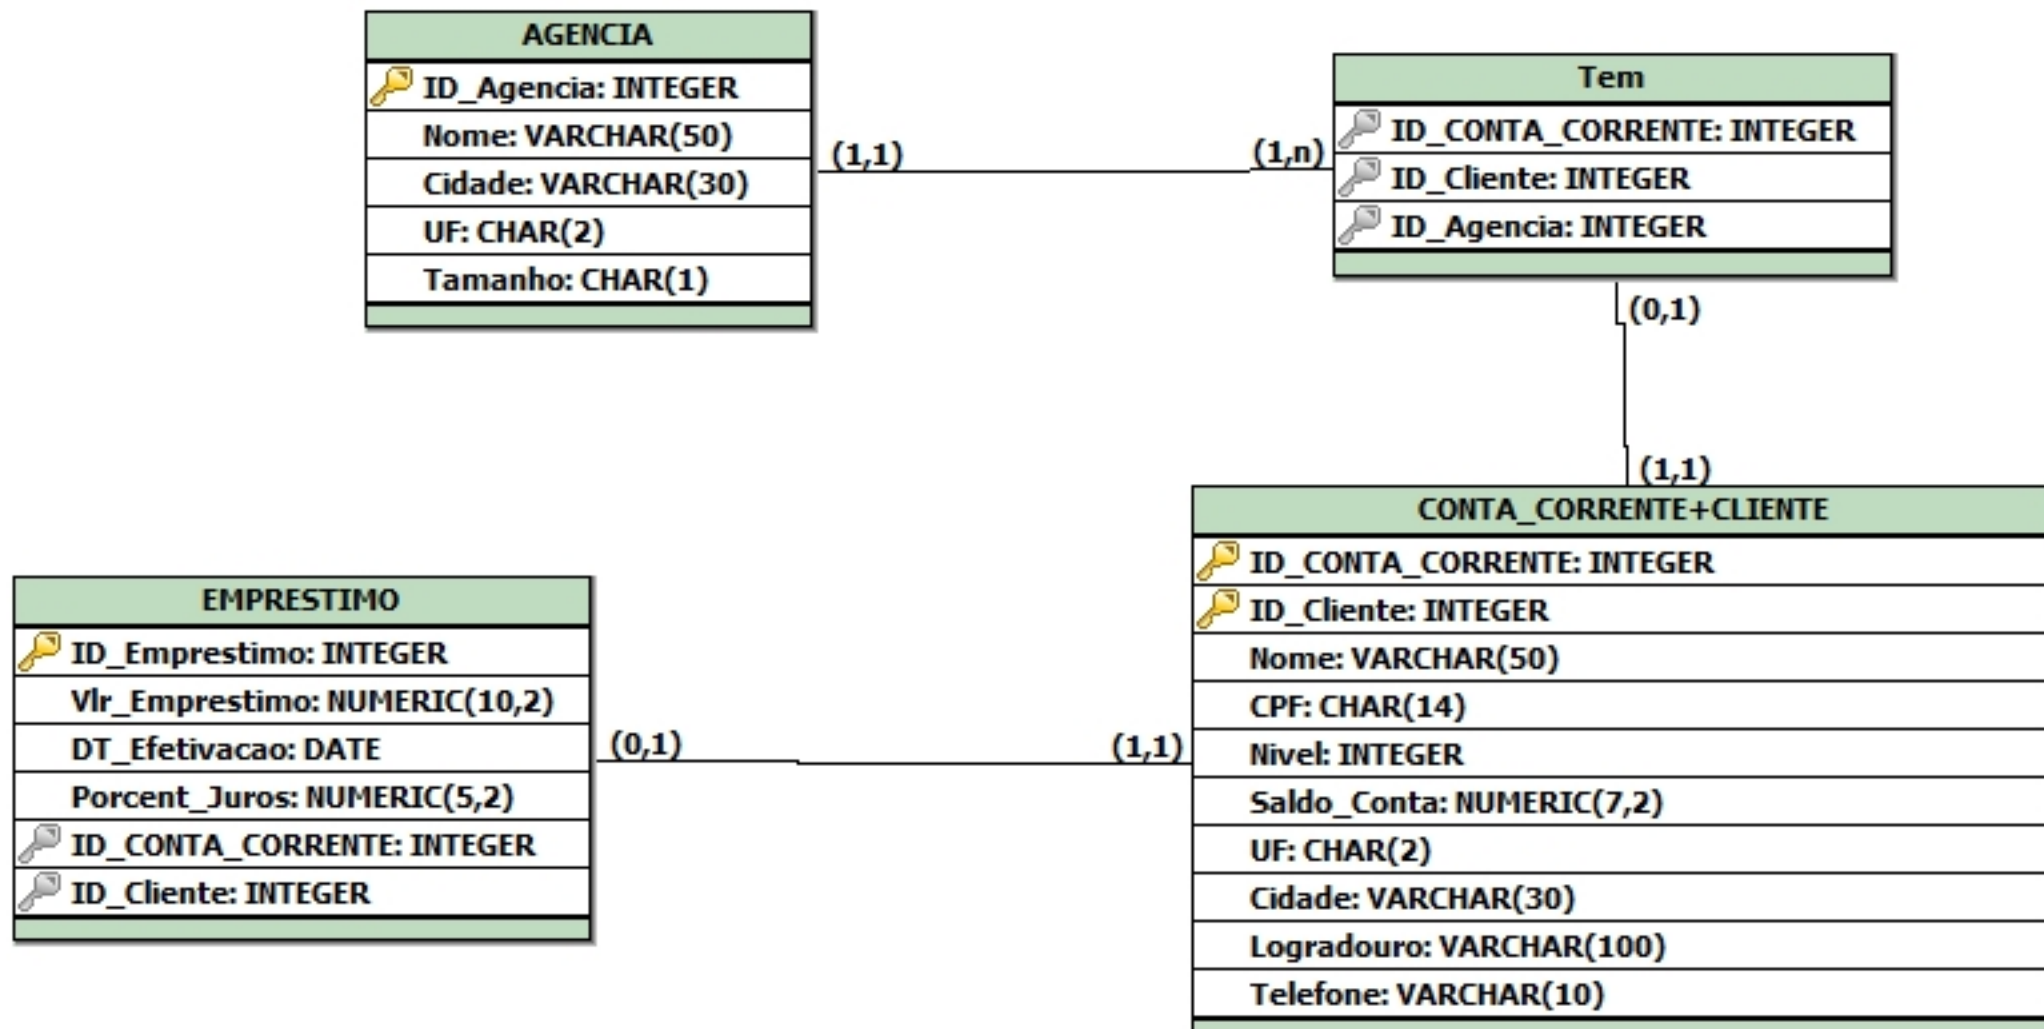 AGENCIA
ID_Agencia: INTEGER
Nome: VARCHAR(50)
Cidade: VARCHAR(30)
UF: CHAR(2)
Tamanho: CHAR(1)
(1,1)
(1,n)
Tem
ID_CONTA_CORRENTE: INTEGER
ID_Cliente: INTEGER
ID_Agencia: INTEGER
(0,1)
(1,1)
CONTA_CORRENTE+CLIENTE
ID_CONTA_CORRENTE: INTEGER
ID_Cliente: INTEGER
Nome: VARCHAR(50)
CPF: CHAR(14)
Nivel: INTEGER
Saldo_Conta: NUMERIC(7,2)
UF: CHAR(2)
Cidade: VARCHAR(30)
Logradouro: VARCHAR(100)
Telefone: VARCHAR(10)
EMPRESTIMO
ID_Emprestimo: INTEGER
Vlr_Emprestimo: NUMERIC(10,2)
DT_Efetivacao: DATE
Porcent_Juros: NUMERIC(5,2)
ID_CONTA_CORRENTE: INTEGER
ID_Cliente: INTEGER
(0,1)
(1,1)